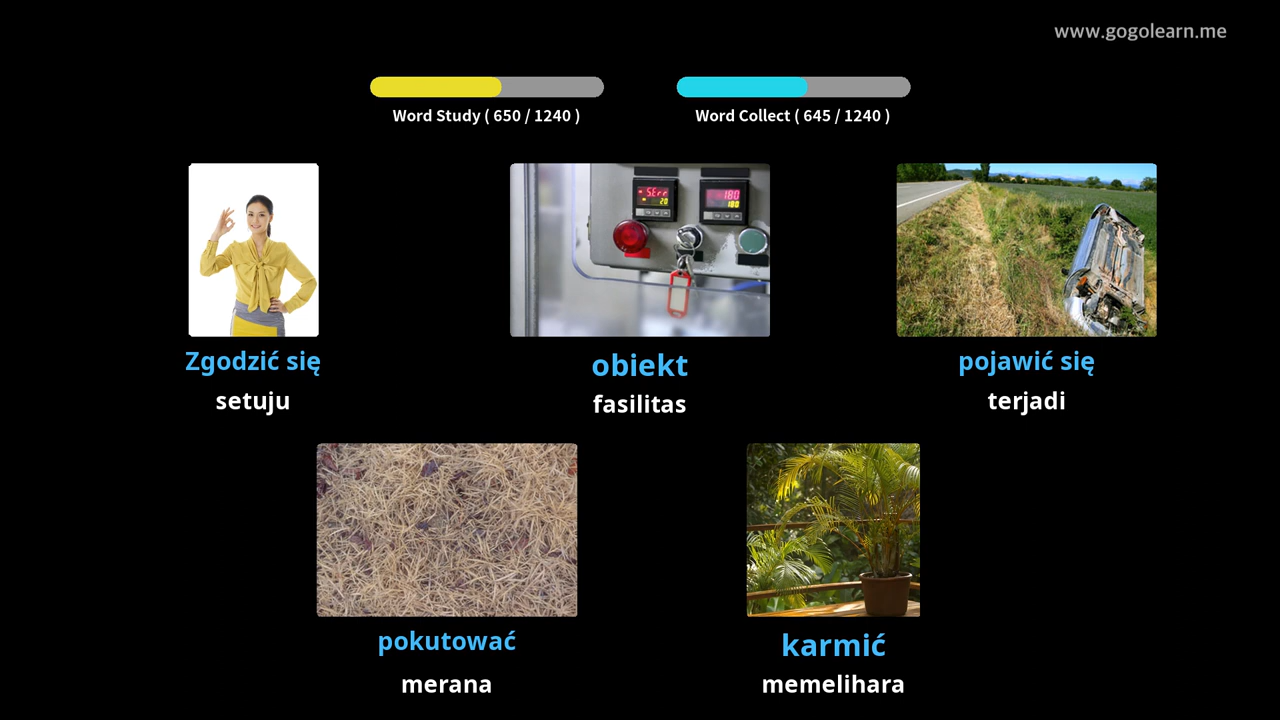 www.gogolearn.me
Word Study ( 650 / 1240 )
Word Collect ( 645 / 1240 )
Zgodzić się
setuju
obiekt
fasilitas
pojawić się
terjadi
pokutować
merana
karmić
memelihara